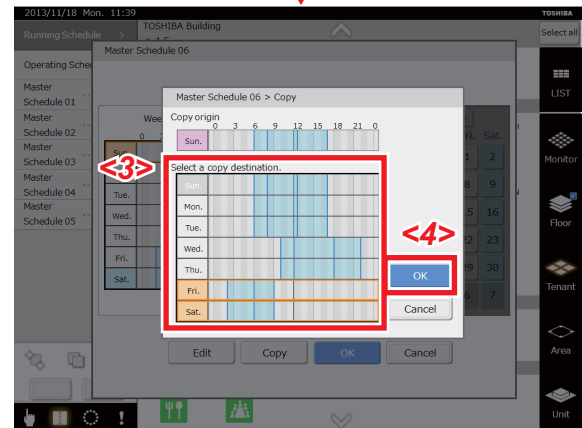 2013/11/18 Mon. 11:39
TOSHIBA
TOSHIBA Building
Running Schedule >
Select all
Master Schedule 06
Operating Sche
LIST
Master
Schedule 01
Master
Schedule 02
Master
Schedule 03
Master
Schedule 04
Master
Schedule 05
Master Schedule 06 > Copy
Copy origin
0 3 6 9 12 15 18 21 0
Sun.
<3>
Select a copy destination.
Sun.
Mon.
Tue.
Wed.
Thu.
Fri.
Sat.
<4>
OK
Cancel
Wee
0
Tue.
Wed.
Thu.
Fri.
Sat.
ri. Sat.
1 2
8 9
5 16
22 23
29 30
6 7
Edit Copy OK Cancel
Monitor
Floor
Tenant
Area
Unit